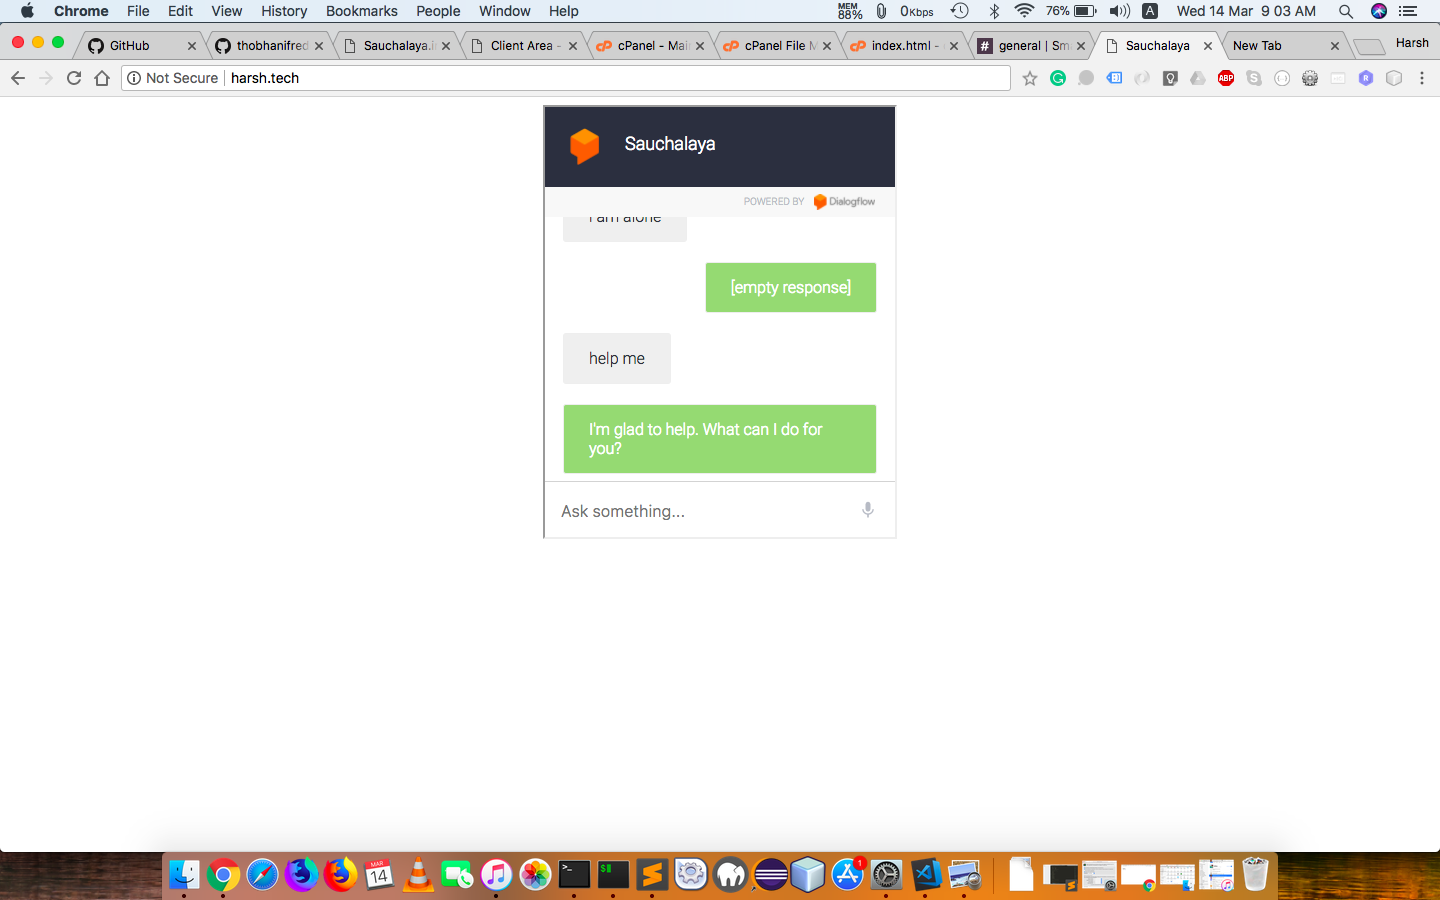 Chrome File Edit View History Bookmarks People Window Help MEM 88% 0Kbps 76% A Wed 14 Mar 9 03 AM
GitHub thobhanifred Sauchalaya.i Client Area - cPanel - Mai cPanel File M index.html - general | Sm Sauchalaya New Tab Harsh
Not Secure harsh.tech
Sauchalaya
POWERED BY Dialogflow
I am alone
[empty response]
help me
I'm glad to help. What can I do for
you?
Ask something...